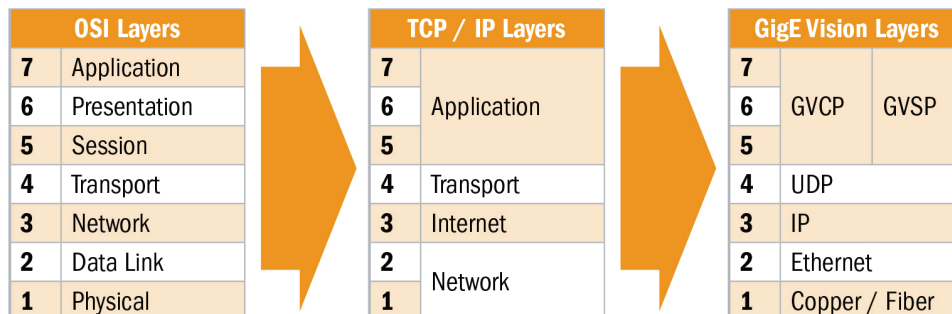 OSI Layers
7 Application
6 Presentation
5 Session
4 Transport
3 Network
2 Data Link
1 Physical
TCP / IP Layers
7
6 Application
5
4 Transport
3 Internet
2
Network
1
GigE Vision Layers
7
6 GVCP GVSP
5
4 UDP
3 IP
2 Ethernet
1 Copper / Fiber